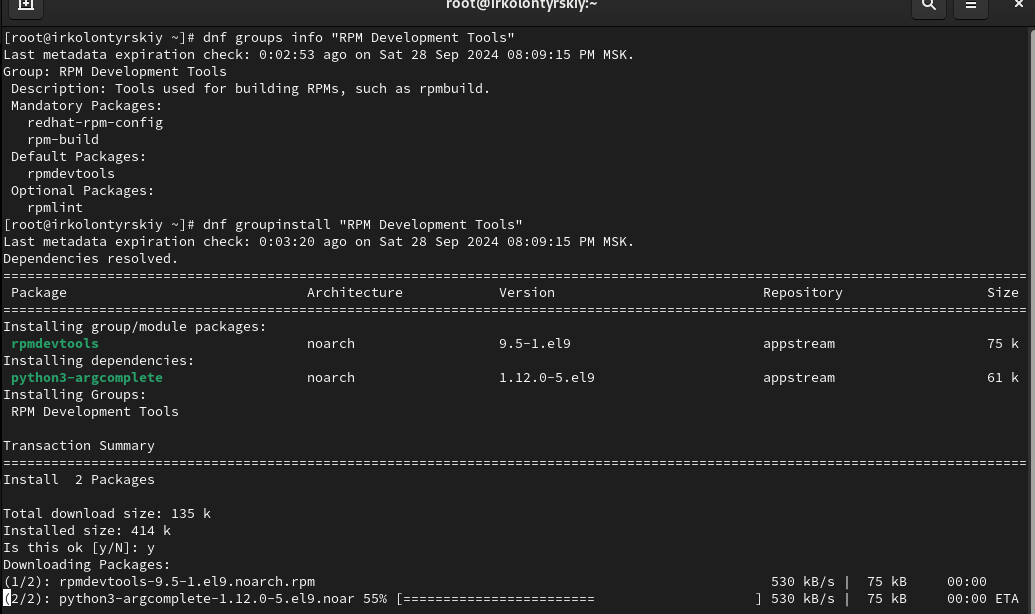 root@irkolontyrskiy:~
[root@irkolontyrskiy ~]# dnf groups info "RPM Development Tools"
Last metadata expiration check: 0:02:53 ago on Sat 28 Sep 2024 08:09:15 PM MSK.
Group: RPM Development Tools
 Description: Tools used for building RPMs, such as rpmbuild.
 Mandatory Packages:
   redhat-rpm-config
   rpm-build
 Default Packages:
   rpmdevtools
 Optional Packages:
   rpmlint
[root@irkolontyrskiy ~]# dnf groupinstall "RPM Development Tools"
Last metadata expiration check: 0:03:20 ago on Sat 28 Sep 2024 08:09:15 PM MSK.
Dependencies resolved.
================================================================================================================================
 Package                              Architecture            Version                          Repository                  Size
================================================================================================================================
Installing group/module packages:
 rpmdevtools                          noarch                  9.5-1.el9                        appstream                   75 k
Installing dependencies:
 python3-argcomplete                  noarch                  1.12.0-5.el9                     appstream                   61 k
Installing Groups:
 RPM Development Tools
Transaction Summary
================================================================================================================================
Install  2 Packages
Total download size: 135 k
Installed size: 414 k
Is this ok [y/N]: y
Downloading Packages:
(1/2): rpmdevtools-9.5-1.el9.noarch.rpm                                                         530 kB/s |  75 kB     00:00
(2/2): python3-argcomplete-1.12.0-5.el9.noar 55% [========================                    ] 530 kB/s |  75 kB     00:00 ETA